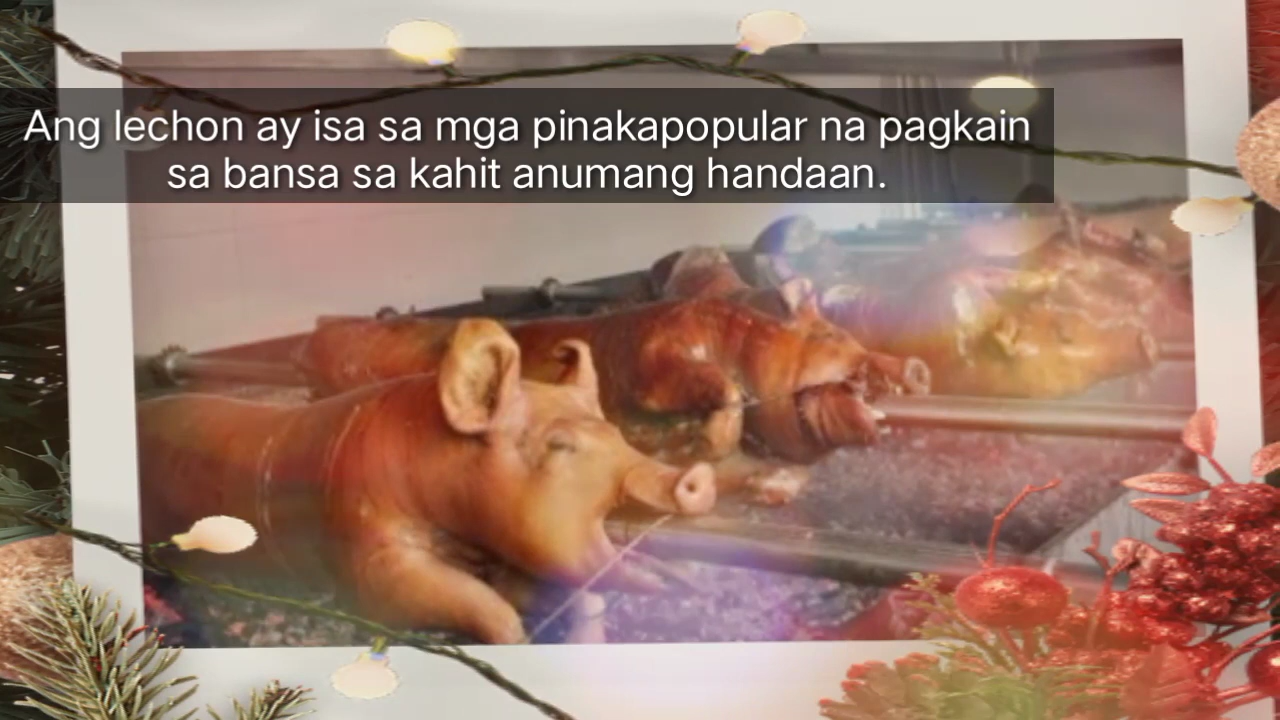 Ang lechon ay isa sa mga pinakapopular na pagkain
sa bansa sa kahit anumang handaan.